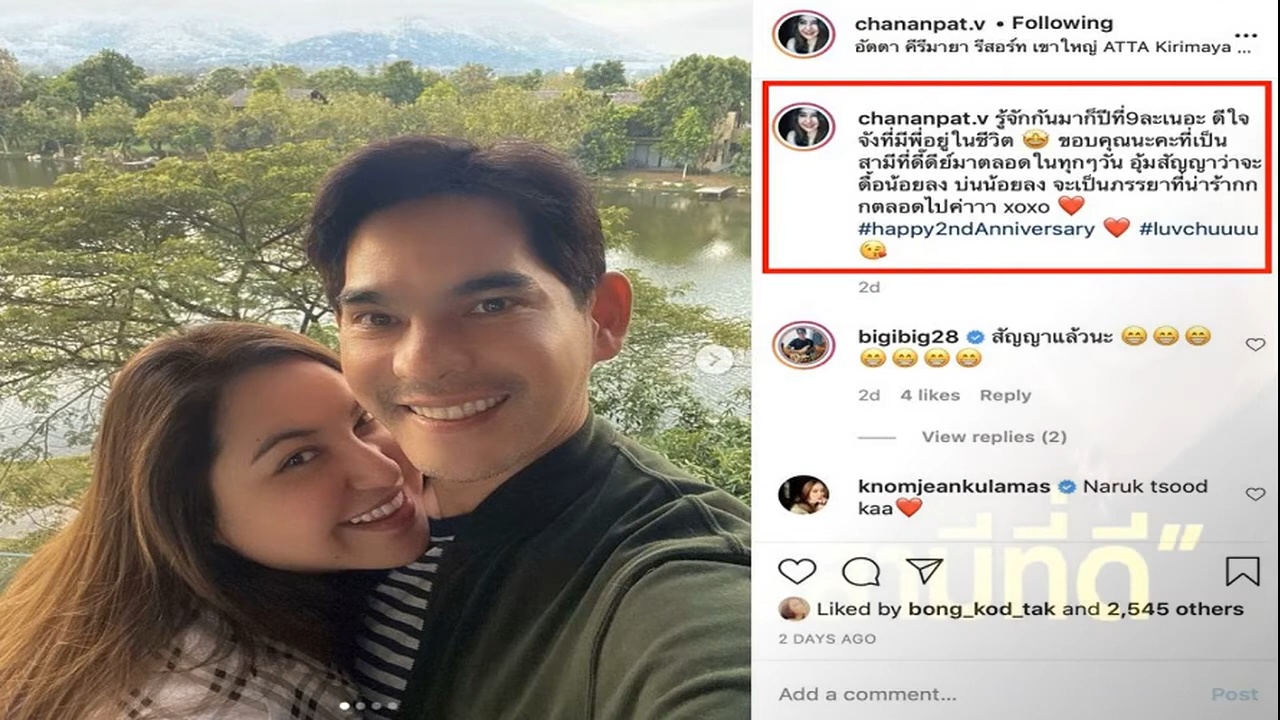 chananpat.v • Following
อัตตา คีรีมายา รีสอร์ท เขาใหญ่ ATTA Kirimaya ...
chananpat.v รู้จักกันมาก็ปีที่9ละเนอะ ดีใจ
จังที่มีพี่อยู่ในชีวิต 🤩 ขอบคุณนะคะที่เป็น
สามีที่ดี๊ดีย์มาตลอดในทุกๆวัน อุ้มสัญญาว่าจะ
ดื้อน้อยลง บ่นน้อยลง จะเป็นภรรยาที่น่าร้ากก
กตลอดไปค่าาา xoxo ❤️
#happy2ndAnniversary ❤️ #luvchuuuu
😘
2d
bigibig28 สัญญาแล้วนะ 😁😁😁
😁😁😁😁
2d 4 likes Reply
View replies (2)
knomjeankulamas Naruk tsood
kaa❤️
มีที่ดี”
Liked by bong_kod_tak and 2,545 others
2 DAYS AGO
Add a comment... Post